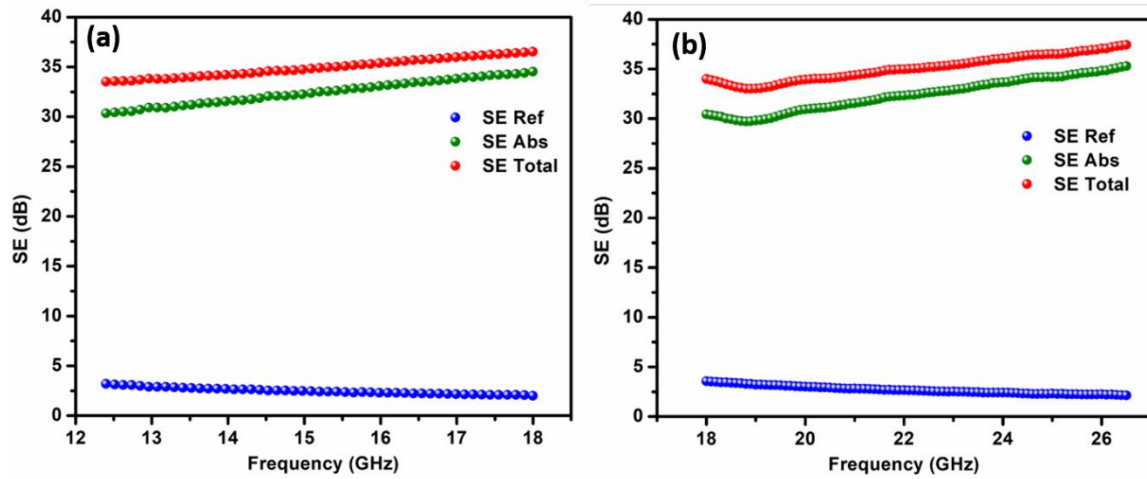 (a)
SE (dB)
40
35
30
25
20
15
10
5
0
SE Ref
SE Abs
SE Total
12 13 14 15 16 17 18
Frequency (GHz)
(b)
SE (dB)
40
35
30
25
20
15
10
5
0
SE Ref
SE Abs
SE Total
18 20 22 24 26
Frequency (GHz)